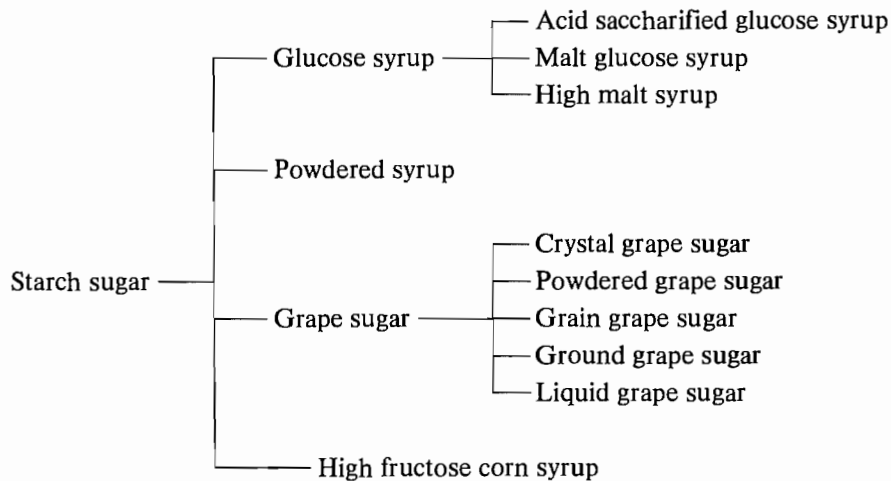 Acid saccharified glucose syrup
Glucose syrup
Malt glucose syrup
High malt syrup
Powdered syrup
Crystal grape sugar
Powdered grape sugar
Starch sugar
Grape sugar
Grain grape sugar
Ground grape sugar
Liquid grape sugar
High fructose corn syrup